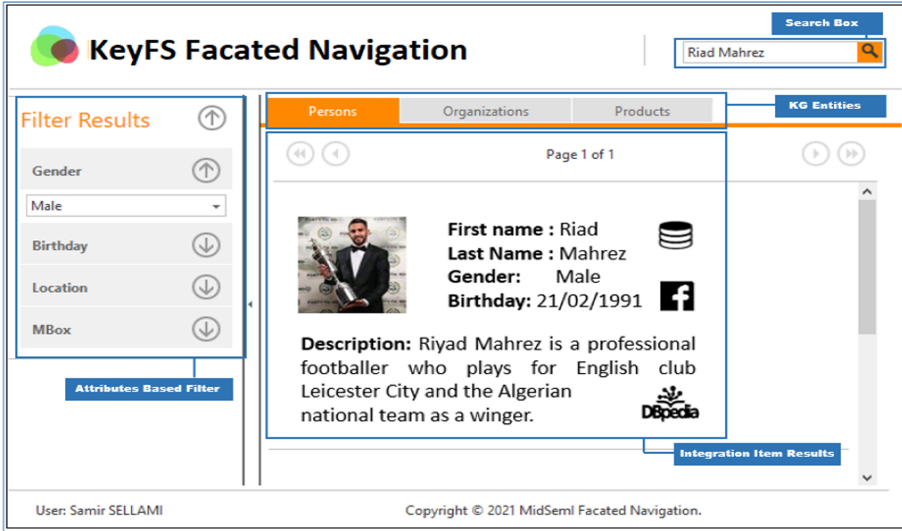 Search Box
KeyFS Facated Navigation
Riad Mahrez
KG Entities
Filter Results
Persons
Organizations
Products
Page 1 of 1
Gender
Male
Birthday
Location
MBox
Attributes Based Filter
First name : Riad
Last Name : Mahrez
Gender: Male
Birthday: 21/02/1991
Description: Riyad Mahrez is a professional
footballer who plays for English club
Leicester City and the Algerian
national team as a winger.
DBpedia
Integration Item Results
User: Samir SELLAMI
Copyright © 2021 MidSemI Facated Navigation.